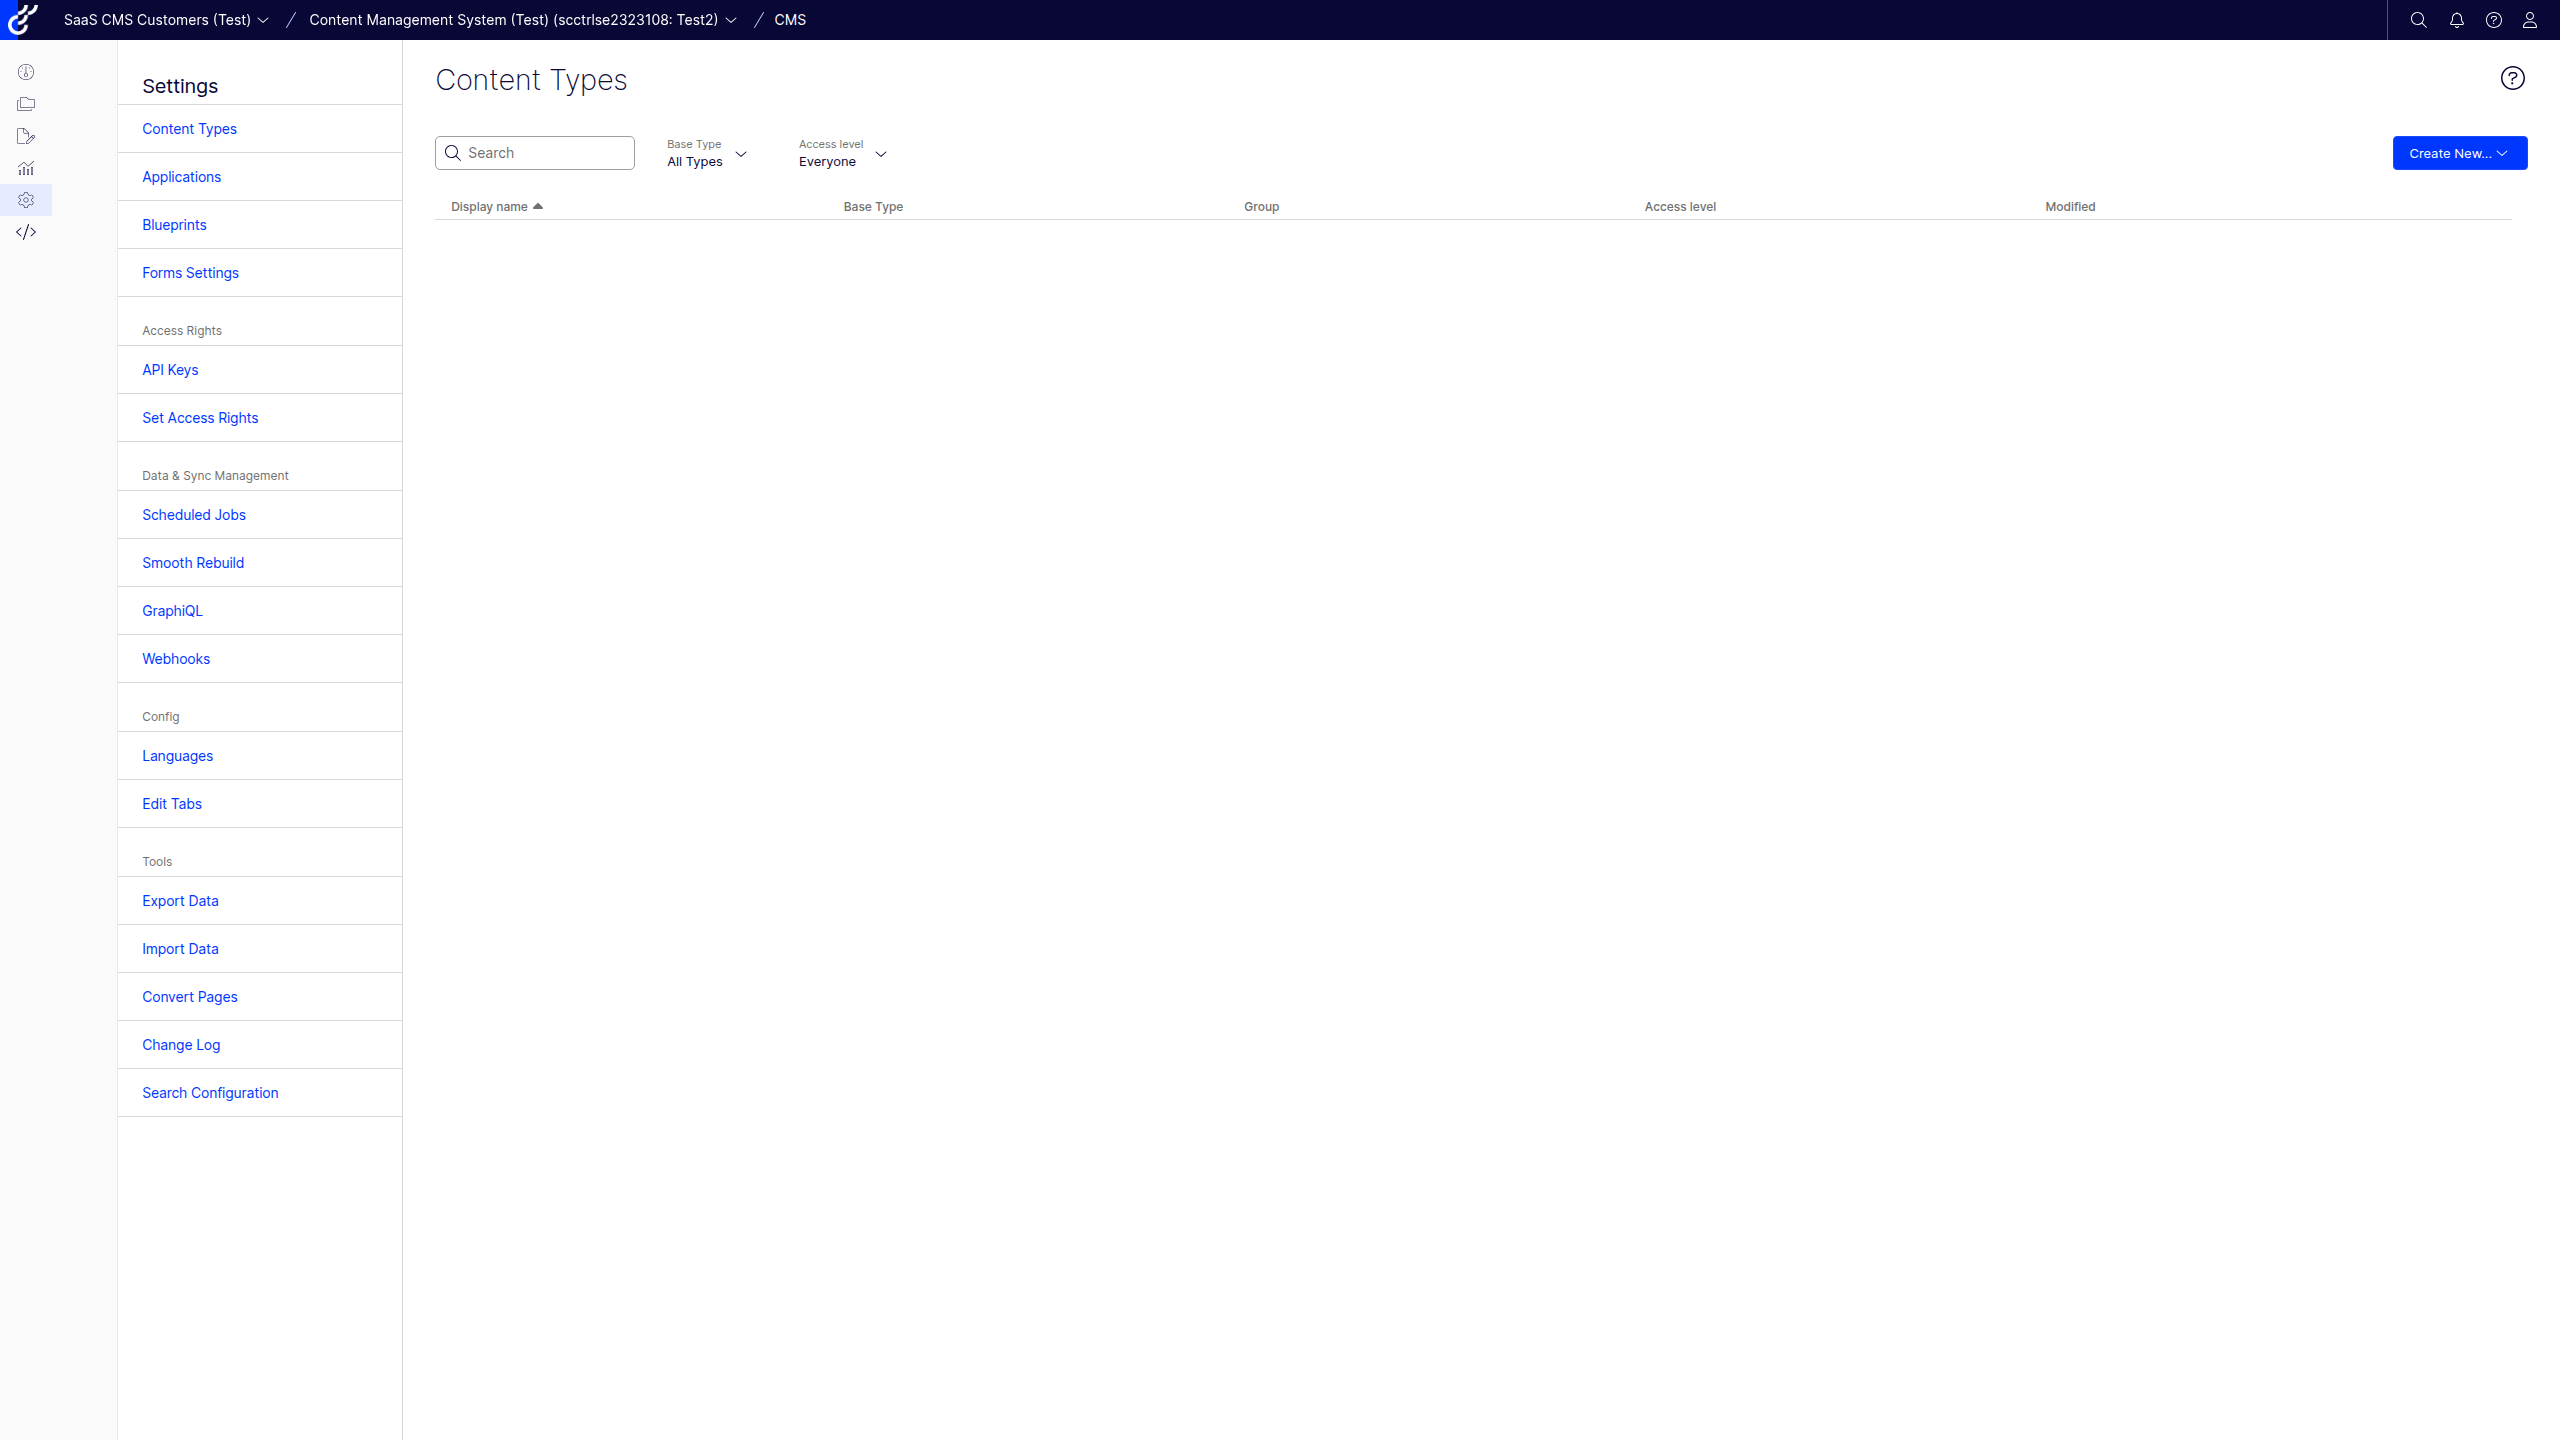 SaaS CMS Customers (Test) / Content Management System (Test) (scctrlse2323108: Test2) / CMS
Settings
Content Types
Applications
Blueprints
Forms Settings
Access Rights
API Keys
Set Access Rights
Data & Sync Management
Scheduled Jobs
Smooth Rebuild
GraphiQL
Webhooks
Config
Languages
Edit Tabs
Tools
Export Data
Import Data
Convert Pages
Change Log
Search Configuration
Content Types
Search
Base Type
All Types
Access level
Everyone
Create New...
Display name Base Type Group Access level Modified